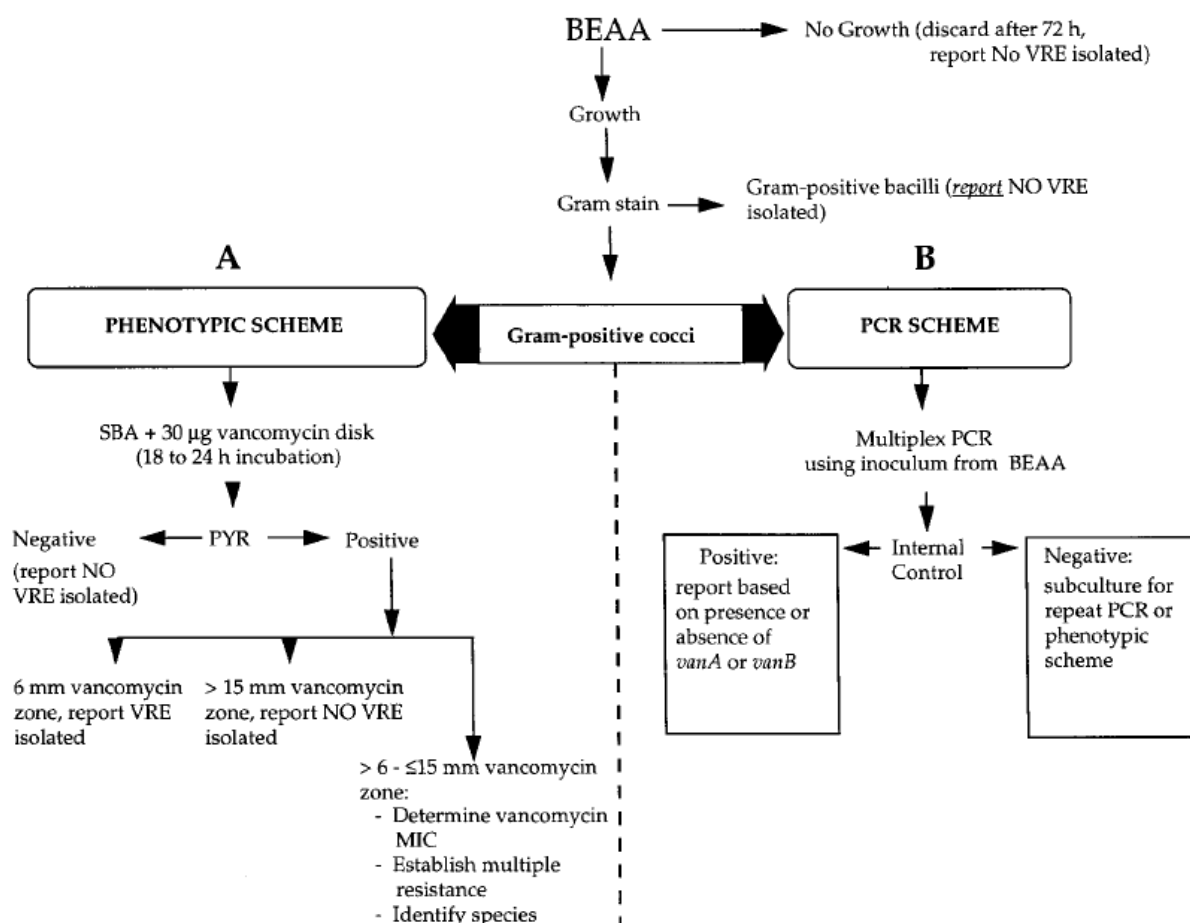 BEAA
No Growth (discard after 72 h,
report No VRE isolated)
Growth
Gram stain
Gram-positive bacilli (report NO VRE
isolated)
A
B
PHENOTYPIC SCHEME
Gram-positive cocci
PCR SCHEME
SBA + 30 µg vancomycin disk
(18 to 24 h incubation)
Negative
PYR
Positive
(report NO
VRE isolated)
6 mm vancomycin
zone, report VRE
isolated
> 15 mm vancomycin
zone, report NO VRE
isolated
> 6 - ≤15 mm vancomycin
zone:
- Determine vancomycin
MIC
- Establish multiple
resistance
- Identify species
Multiplex PCR
using inoculum from BEAA
Internal
Control
Positive:
report based
on presence or
absence of
vanA or vanB
Negative:
subculture for
repeat PCR or
phenotypic
scheme